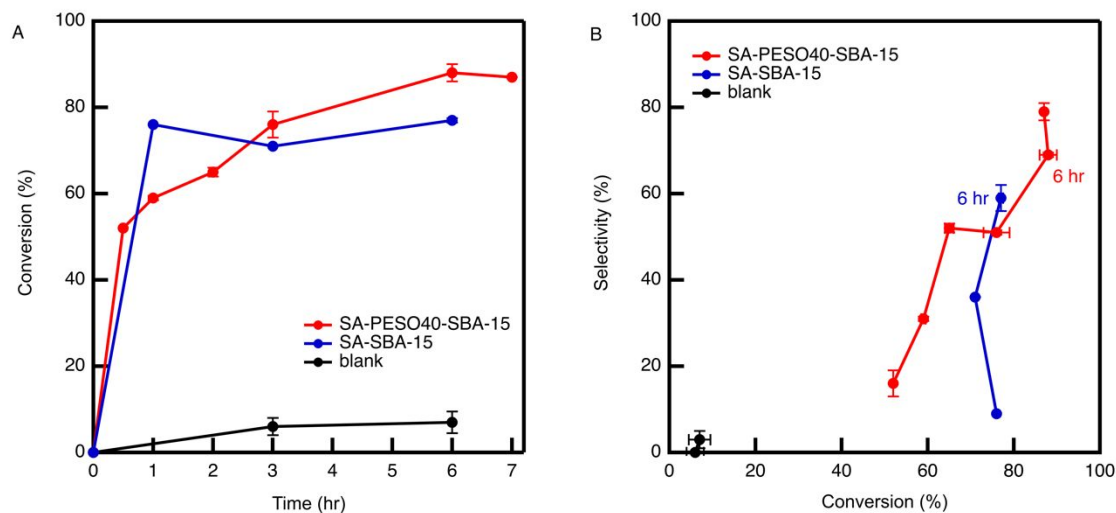 A
100
80
60
40
20
0
Conversion (%)
SA-PESO40-SBA-15
SA-SBA-15
blank
0 1 2 3 4 5 6 7
Time (hr)
B
100
80
60
40
20
0
Selectivity (%)
SA-PESO40-SBA-15
SA-SBA-15
blank
6 hr
6 hr
0 20 40 60 80 100
Conversion (%)